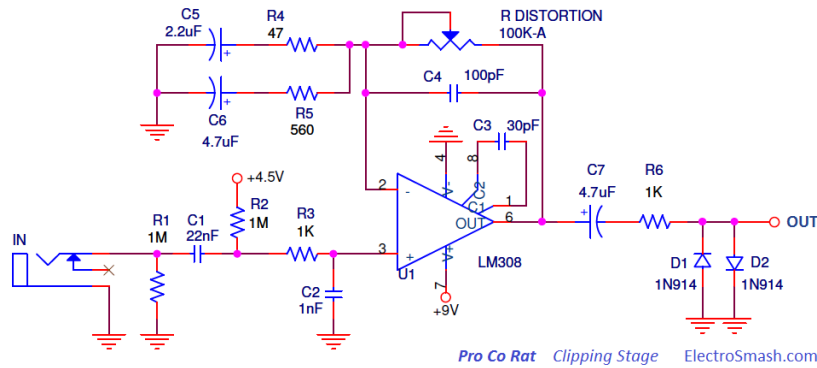 C5
2.2uF
R4
47
R DISTORTION
100K-A
C4
100pF
C6
4.7uF
R5
560
C3
30pF
+4.5V
R2
1M
R1
1M
C1
22nF
R3
1K
IN
C2
1nF
2
-
3
+
4
V-
8
C2
C1
1
OUT
6
V+
7
U1
LM308
+9V
C7
4.7uF
R6
1K
OUT
D1
1N914
D2
1N914
Pro Co Rat Clipping Stage ElectroSmash.com